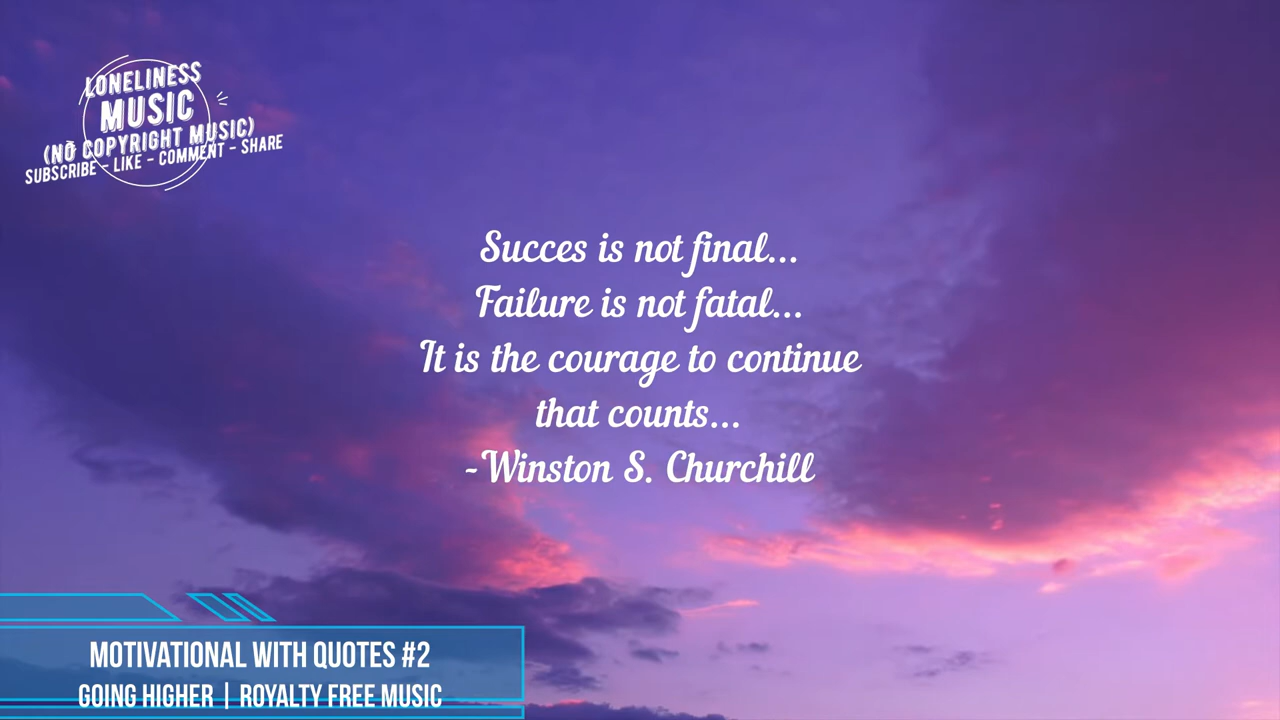 LONELINESS
MUSIC
(NO COPYRIGHT MUSIC)
SUBSCRIBE - LIKE - COMMENT - SHARE
Succes is not final...
Failure is not fatal...
It is the courage to continue
that counts...
~Winston S. Churchill
MOTIVATIONAL WITH QUOTES #2
GOING HIGHER | ROYALTY FREE MUSIC